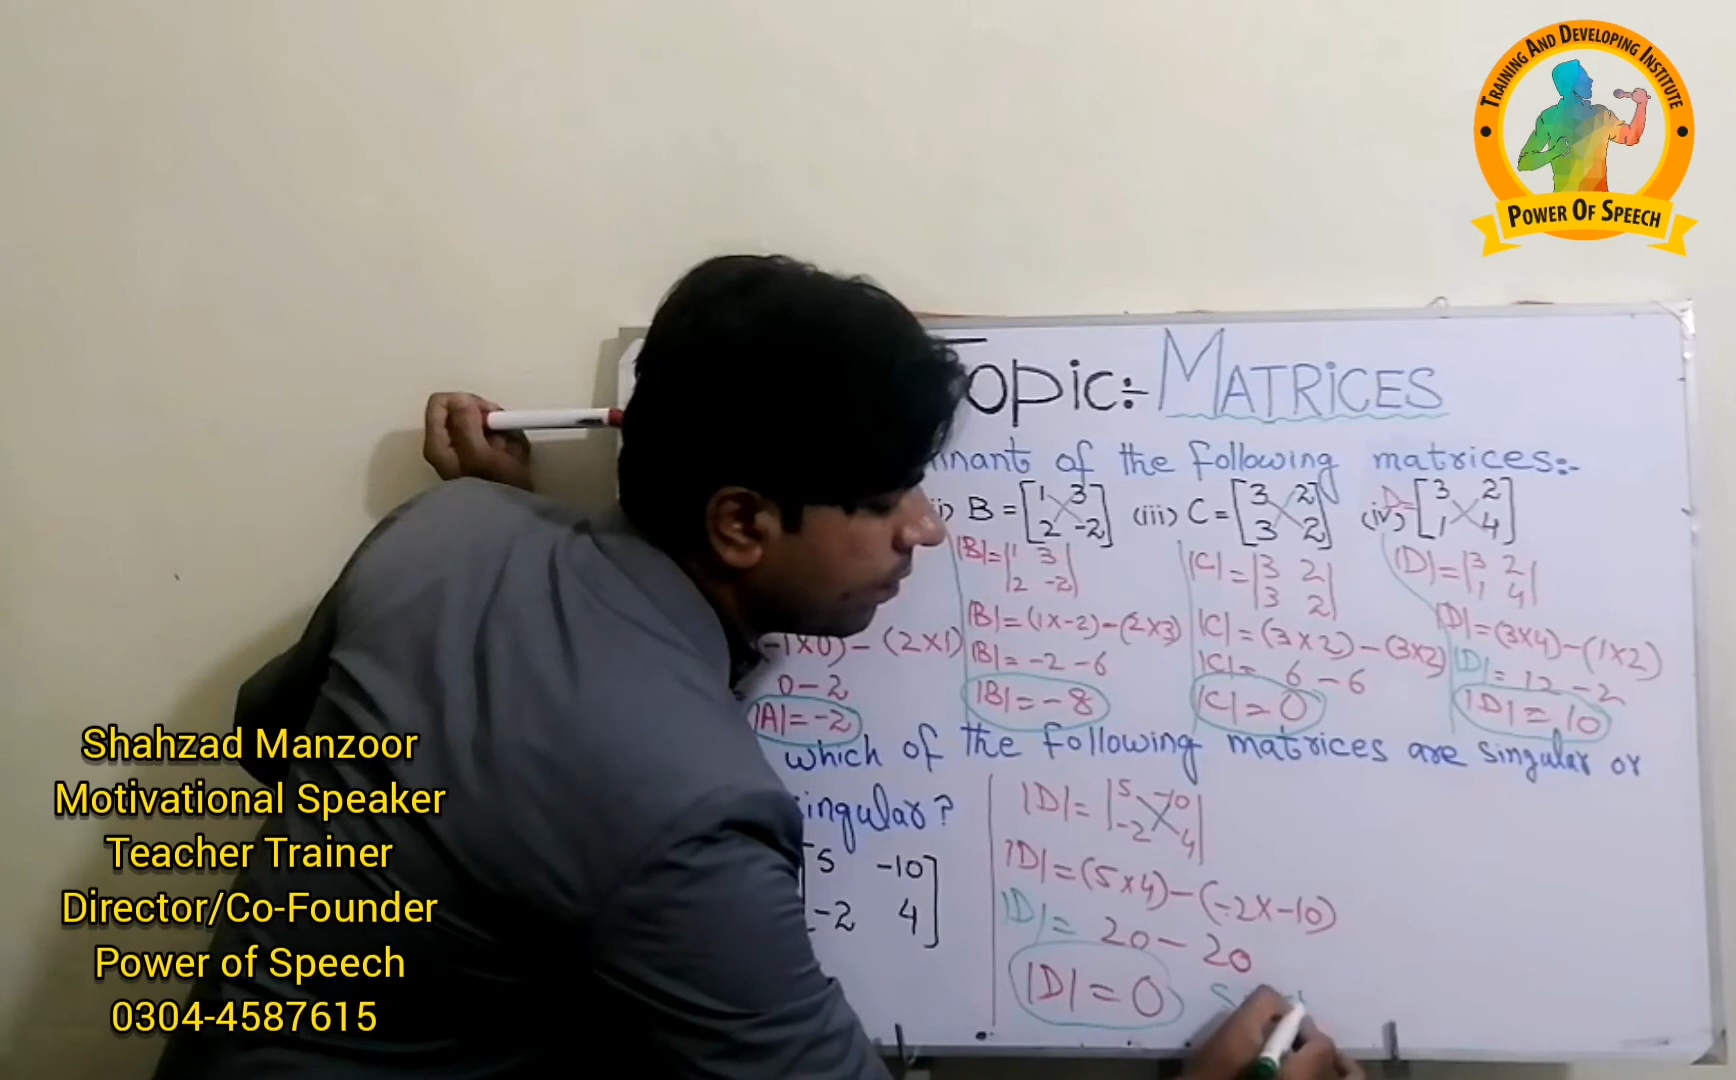 TRAINING AND DEVELOPING INSTITUTE
POWER OF SPEECH
Topic:- MATRICES
of the following matrices:-
B = [1 3] (iii) C = [3 2] (iv) D= [3 2]
[2 -2] [3 2] [1 4]
|B|= |1 3| |C| = |3 2| |D|= |3 2|
|2 -2| |3 2| |1 4|
(-1x0) - (2x1) |B|= (1x-2)-(2x3) |C| = (3x2)-(3x2) |D|=(3x4)-(1x2)
0-2 |B|= -2 -6 |C|= 6 - 6 |D|= 12 -2
|A|= -2 |B|= -8 |C|= 0 |D|= 10
which of the following matrices are singular or
singular?
[5 -10]
[-2 4]
|D|= |5 -10|
|-2 4|
|D|= (5x4)-(-2x-10)
|D|= 20 - 20
|D| = 0
Shahzad Manzoor
Motivational Speaker
Teacher Trainer
Director/Co-Founder
Power of Speech
0304-4587615